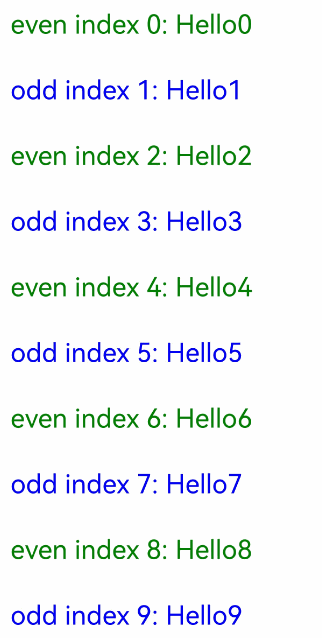 even index 0: Hello0
odd index 1: Hello1
even index 2: Hello2
odd index 3: Hello3
even index 4: Hello4
odd index 5: Hello5
even index 6: Hello6
odd index 7: Hello7
even index 8: Hello8
odd index 9: Hello9